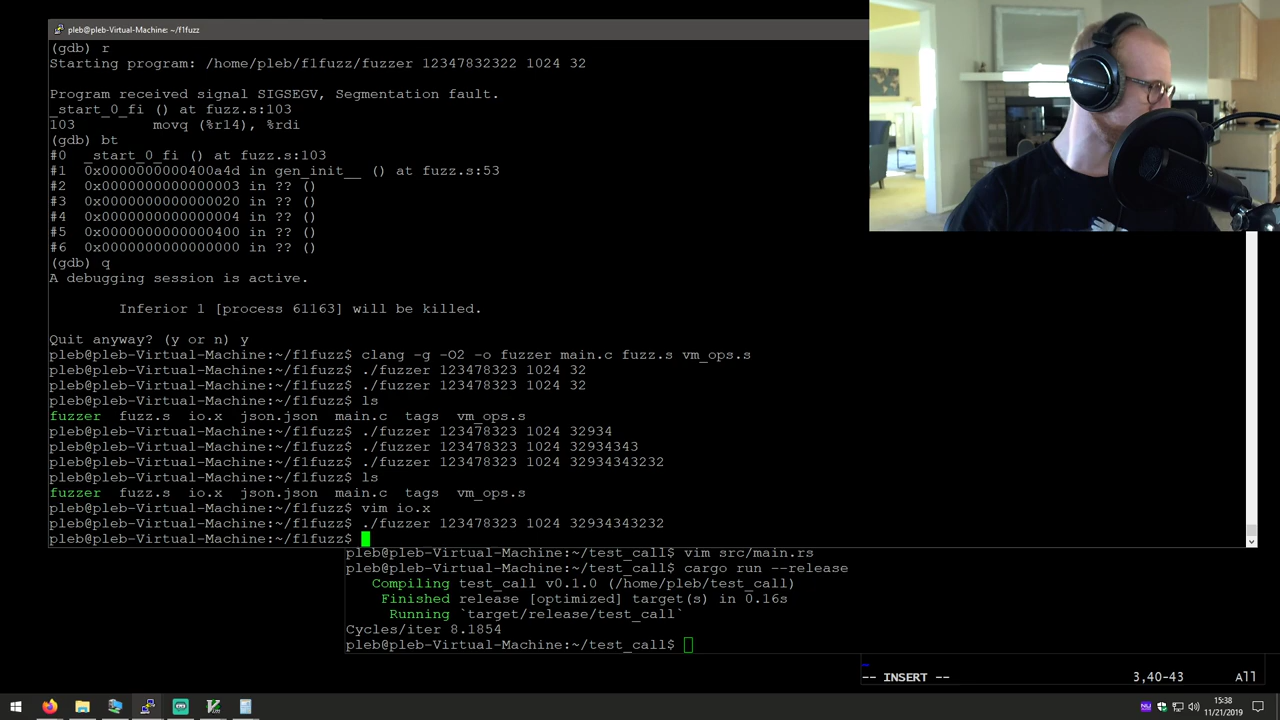 pleb@pleb-Virtual-Machine: ~/f1fuzz
(gdb) r
Starting program: /home/pleb/f1fuzz/fuzzer 12347832322 1024 32
Program received signal SIGSEGV, Segmentation fault.
_start_0_fi () at fuzz.s:103
103 movq (%r14), %rdi
(gdb) bt
#0 _start_0_fi () at fuzz.s:103
#1 0x0000000000400a4d in gen_init__ () at fuzz.s:53
#2 0x0000000000000003 in ?? ()
#3 0x0000000000000020 in ?? ()
#4 0x0000000000000004 in ?? ()
#5 0x0000000000000400 in ?? ()
#6 0x0000000000000000 in ?? ()
(gdb) q
A debugging session is active.
Inferior 1 [process 61163] will be killed.
Quit anyway? (y or n) y
pleb@pleb-Virtual-Machine:~/f1fuzz$ clang -g -O2 -o fuzzer main.c fuzz.s vm_ops.s
pleb@pleb-Virtual-Machine:~/f1fuzz$ ./fuzzer 123478323 1024 32
pleb@pleb-Virtual-Machine:~/f1fuzz$ ./fuzzer 123478323 1024 32
pleb@pleb-Virtual-Machine:~/f1fuzz$ ls
fuzzer fuzz.s io.x json.json main.c tags vm_ops.s
pleb@pleb-Virtual-Machine:~/f1fuzz$ ./fuzzer 123478323 1024 32934
pleb@pleb-Virtual-Machine:~/f1fuzz$ ./fuzzer 123478323 1024 32934343
pleb@pleb-Virtual-Machine:~/f1fuzz$ ./fuzzer 123478323 1024 32934343232
pleb@pleb-Virtual-Machine:~/f1fuzz$ ls
fuzzer fuzz.s io.x json.json main.c tags vm_ops.s
pleb@pleb-Virtual-Machine:~/f1fuzz$ vim io.x
pleb@pleb-Virtual-Machine:~/f1fuzz$ ./fuzzer 123478323 1024 32934343232
pleb@pleb-Virtual-Machine:~/f1fuzz$
pleb@pleb-Virtual-Machine:~/test_call$ vim src/main.rs
pleb@pleb-Virtual-Machine:~/test_call$ cargo run --release
Compiling test_call v0.1.0 (/home/pleb/test_call)
Finished release [optimized] target(s) in 0.16s
Running `target/release/test_call`
Cycles/iter 8.1854
pleb@pleb-Virtual-Machine:~/test_call$
-- INSERT -- 3,40-43 All
15:38
11/21/2019